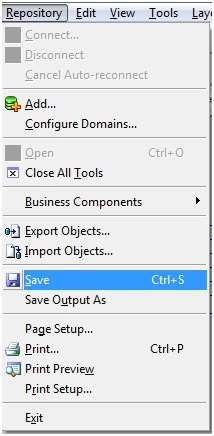 Repository Edit View Tools
Connect...
Disconnect
Cancel Auto-reconnect
Add...
Configure Domains...
Open Ctrl+O
Close All Tools
Business Components
Export Objects...
Import Objects...
Save Ctrl+S
Save Output As
Page Setup...
Print... Ctrl+P
Print Preview
Print Setup...
Exit